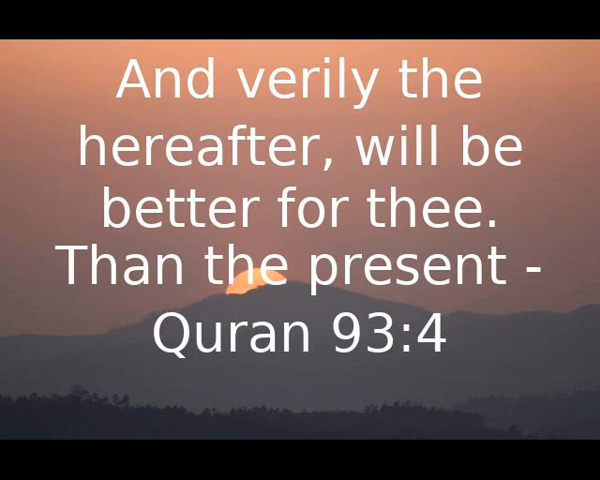 And verily the
hereafter, will be
better for thee.
Than the present -
Quran 93:4